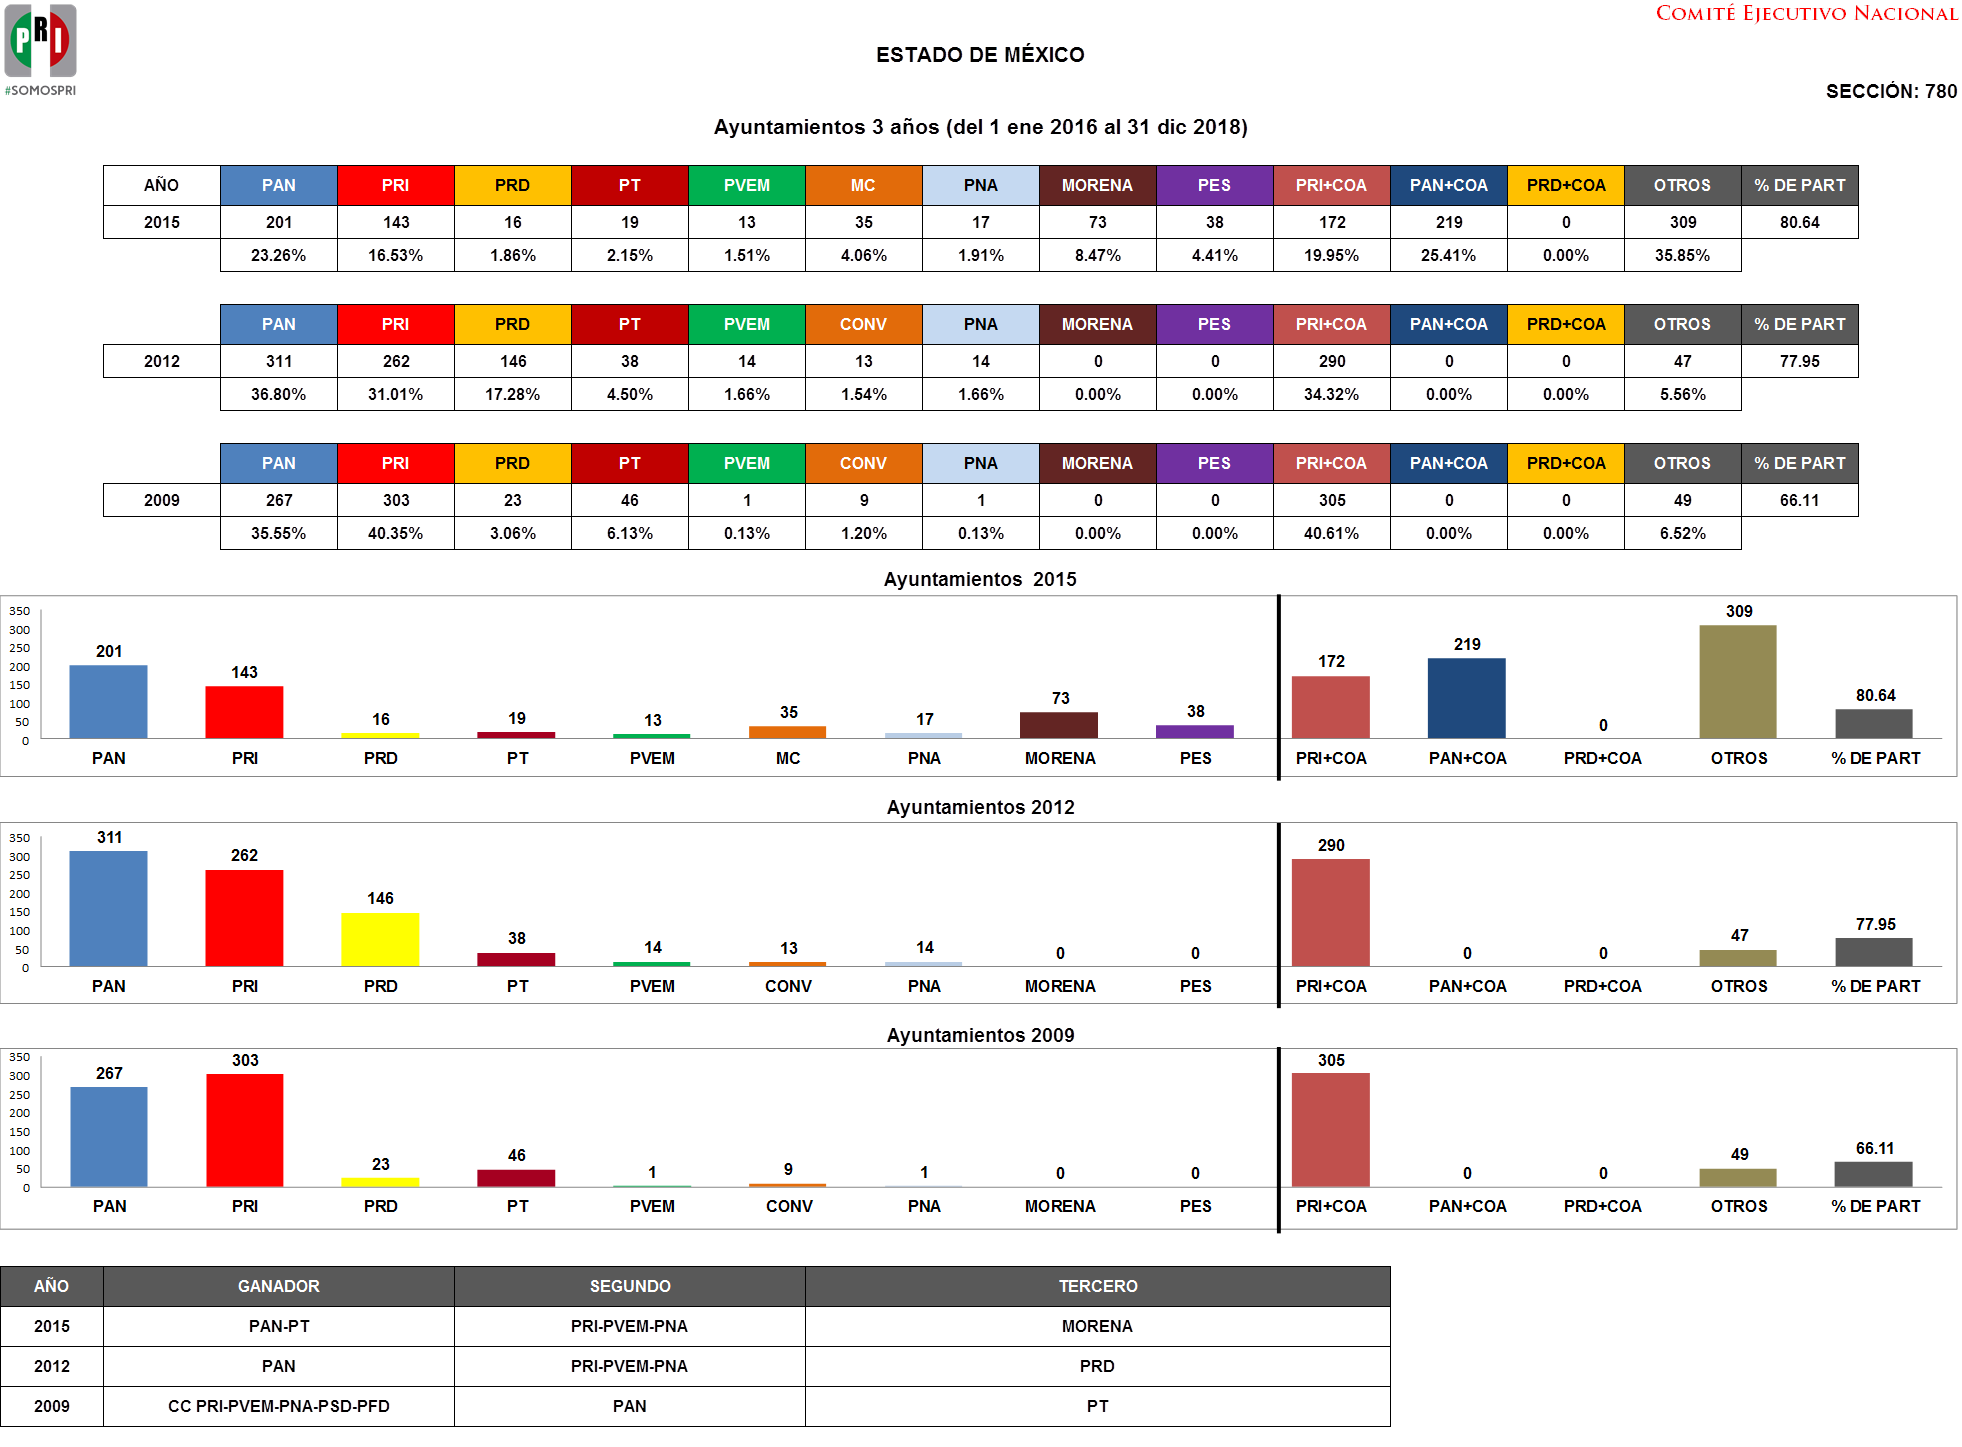 PRI
#SOMOSPRI
COMITÉ EJECUTIVO NACIONAL
ESTADO DE MÉXICO
SECCIÓN: 780
Ayuntamientos 3 años (del 1 ene 2016 al 31 dic 2018)
AÑO PAN PRI PRD PT PVEM MC PNA MORENA PES PRI+COA PAN+COA PRD+COA OTROS % DE PART
2015 201 143 16 19 13 35 17 73 38 172 219 0 309 80.64
23.26% 16.53% 1.86% 2.15% 1.51% 4.06% 1.91% 8.47% 4.41% 19.95% 25.41% 0.00% 35.85%
PAN PRI PRD PT PVEM CONV PNA MORENA PES PRI+COA PAN+COA PRD+COA OTROS % DE PART
2012 311 262 146 38 14 13 14 0 0 290 0 0 47 77.95
36.80% 31.01% 17.28% 4.50% 1.66% 1.54% 1.66% 0.00% 0.00% 34.32% 0.00% 0.00% 5.56%
PAN PRI PRD PT PVEM CONV PNA MORENA PES PRI+COA PAN+COA PRD+COA OTROS % DE PART
2009 267 303 23 46 1 9 1 0 0 305 0 0 49 66.11
35.55% 40.35% 3.06% 6.13% 0.13% 1.20% 0.13% 0.00% 0.00% 40.61% 0.00% 0.00% 6.52%
Ayuntamientos 2015
350
300
250
200
150
100
50
0
201 143 16 19 13 35 17 73 38 172 219 0 309 80.64
PAN PRI PRD PT PVEM MC PNA MORENA PES PRI+COA PAN+COA PRD+COA OTROS % DE PART
Ayuntamientos 2012
350
300
250
200
150
100
50
0
311 262 146 38 14 13 14 0 0 290 0 0 47 77.95
PAN PRI PRD PT PVEM CONV PNA MORENA PES PRI+COA PAN+COA PRD+COA OTROS % DE PART
Ayuntamientos 2009
350
300
250
200
150
100
50
0
267 303 23 46 1 9 1 0 0 305 0 0 49 66.11
PAN PRI PRD PT PVEM CONV PNA MORENA PES PRI+COA PAN+COA PRD+COA OTROS % DE PART
AÑO GANADOR SEGUNDO TERCERO
2015 PAN-PT PRI-PVEM-PNA MORENA
2012 PAN PRI-PVEM-PNA PRD
2009 CC PRI-PVEM-PNA-PSD-PFD PAN PT